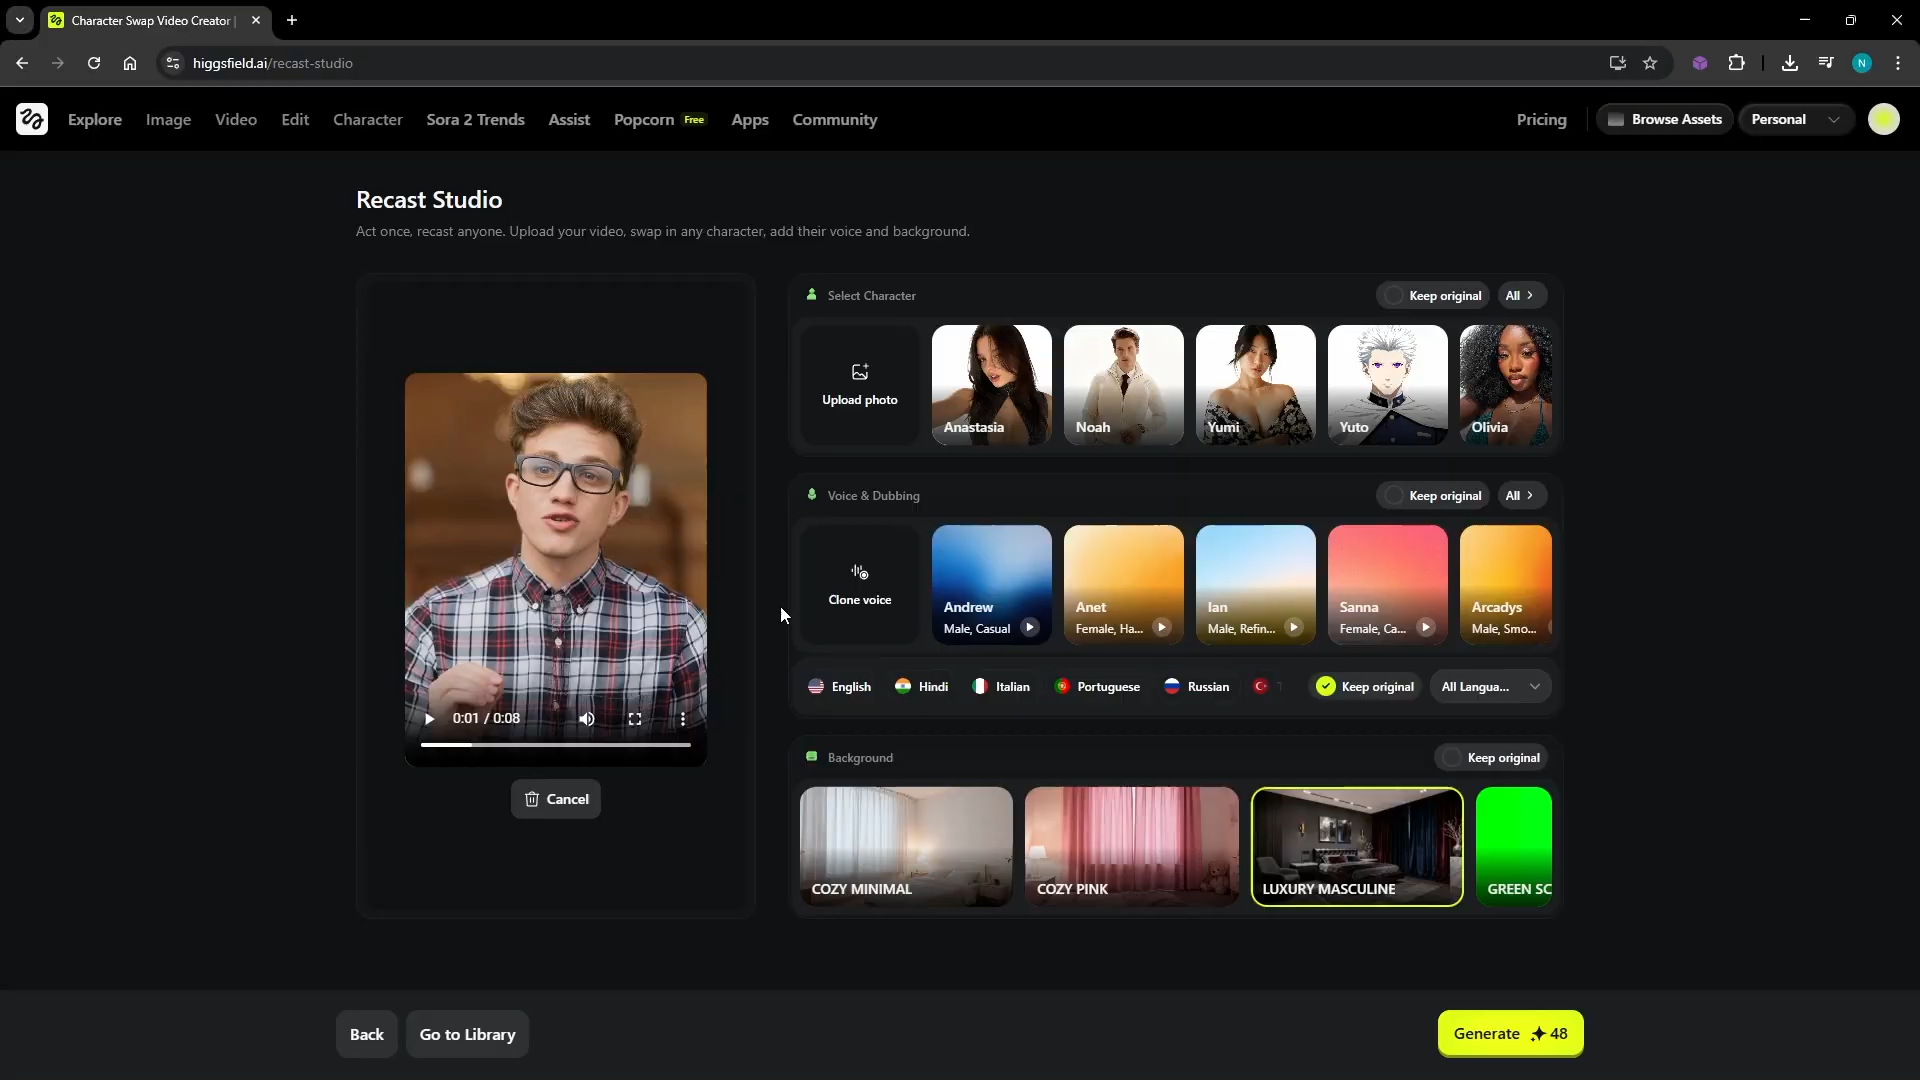 Character Swap Video Creator |
higgsfield.ai/recast-studio
N
Explore Image Video Edit Character Sora 2 Trends Assist Popcorn Free Apps Community Pricing Browse Assets Personal
Recast Studio
Act once, recast anyone. Upload your video, swap in any character, add their voice and background.
Select Character Keep original All
Upload photo
Anastasia Noah Yumi Yuto Olivia
Voice & Dubbing Keep original All
Clone voice
Andrew Anet Ian Sanna Arcadys
Male, Casual Female, Ha... Male, Refin... Female, Ca... Male, Smo...
English Hindi Italian Portuguese Russian T Keep original All Langua...
0:01 / 0:08
Cancel
Background Keep original
COZY MINIMAL COZY PINK LUXURY MASCULINE GREEN SC
Back Go to Library Generate 48